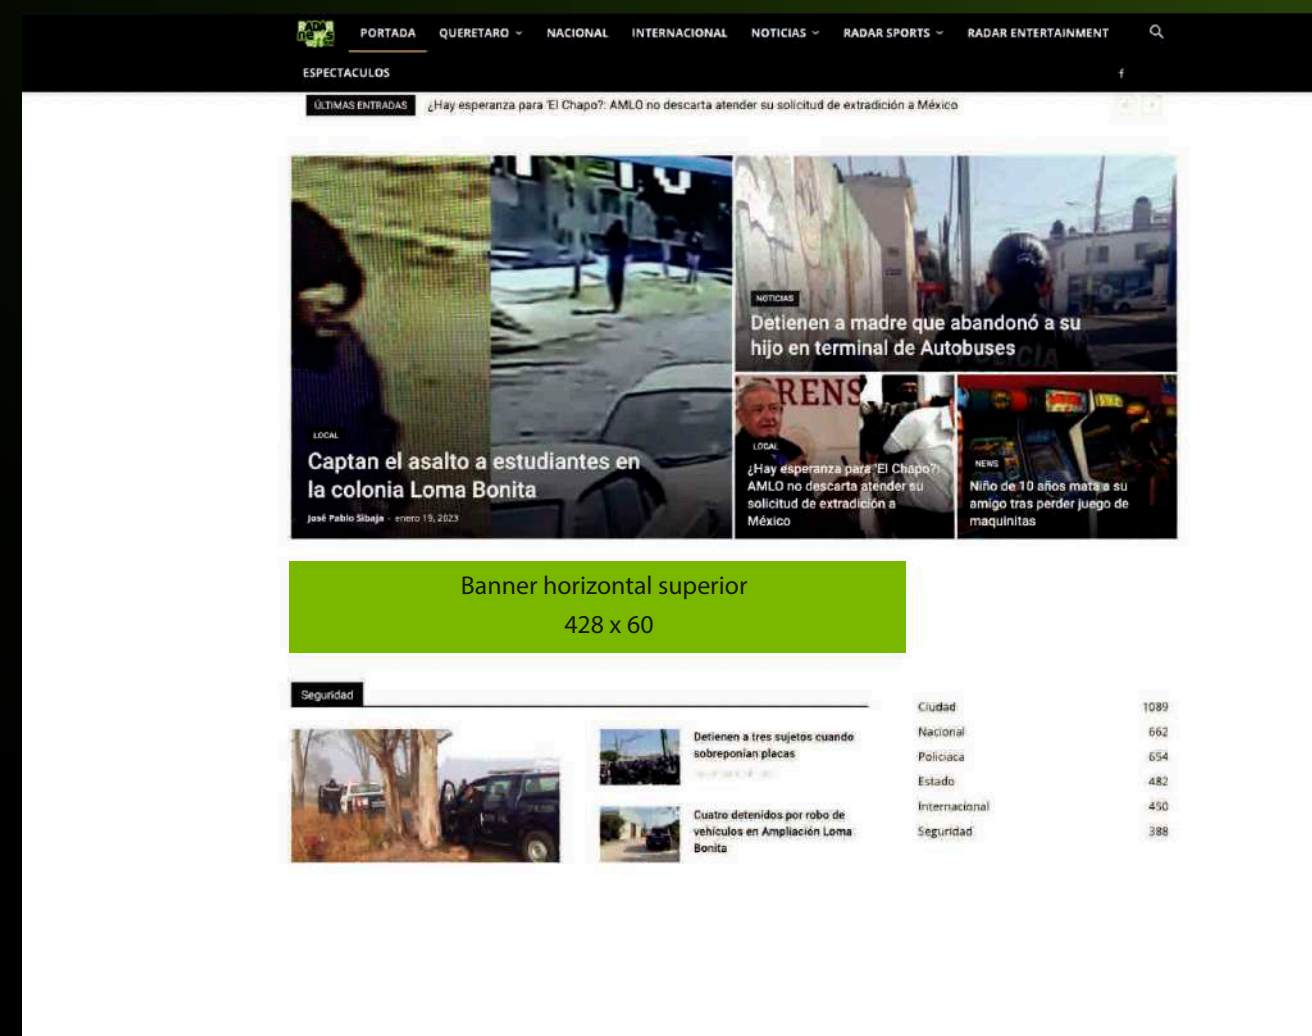 RADAR
news
PORTADA
QUERETARO
NACIONAL
INTERNACIONAL
NOTICIAS
RADAR SPORTS
RADAR ENTERTAINMENT
ESPECTACULOS
f
ÚLTIMAS ENTRADAS
¿Hay esperanza para 'El Chapo?: AMLO no descarta atender su solicitud de extradición a México
LOCAL
Captan el asalto a estudiantes en
la colonia Loma Bonita
José Pablo Sibaja - enero 19, 2023
NOTICIAS
Detienen a madre que abandonó a su
hijo en terminal de Autobuses
POLICÍA
PRENS
LOCAL
¿Hay esperanza para 'El Chapo?:
AMLO no descarta atender su
solicitud de extradición a
México
NEWS
Niño de 10 años mata a su
amigo tras perder juego de
maquinitas
Banner horizontal superior
428 x 60
Seguridad
Detienen a tres sujetos cuando
sobreponían placas
Cuatro detenidos por robo de
vehículos en Ampliación Loma
Bonita
Ciudad 1089
Nacional 662
Policiaca 654
Estado 482
Internacional 450
Seguridad 388